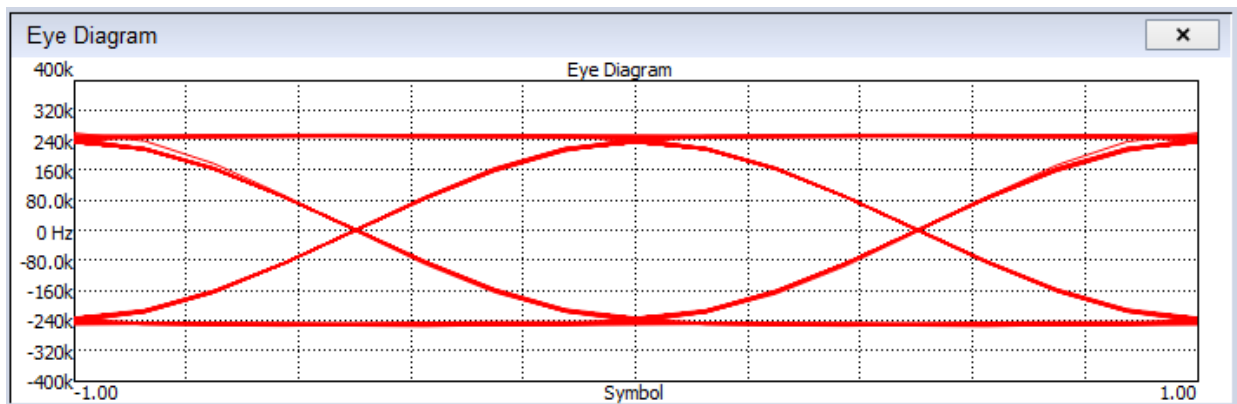 Eye Diagram
Eye Diagram
400k
320k
240k
160k
80.0k
0 Hz
-80.0k
-160k
-240k
-320k
-400k
-1.00 Symbol 1.00